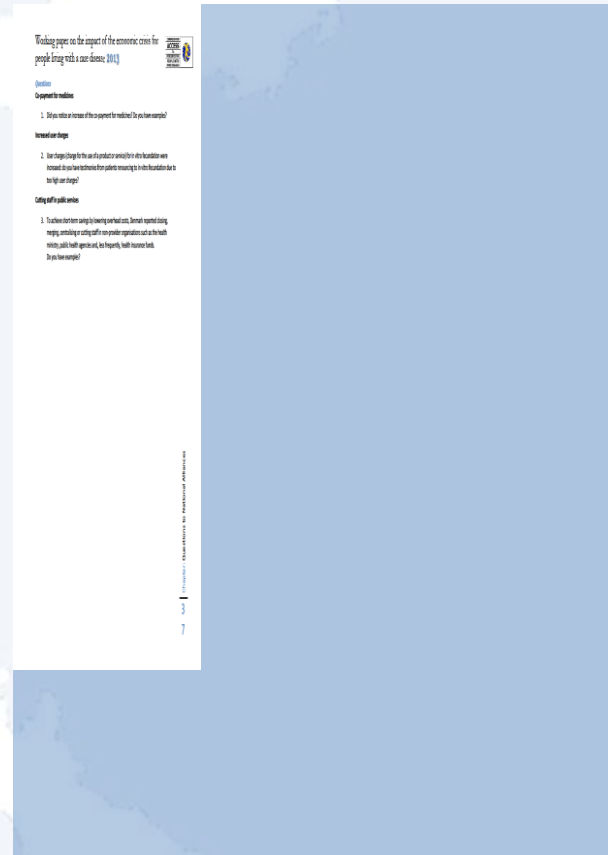 Working paper on the impact of the economic crisis for
people living with a rare disease, 2013
ACCESS
Questions
Co-payment for medicines
1. Did you notice an increase of the co-payment for medicines? Do you have examples?
Increased user charges
2. User charges (charge for the use of a product or service) for in vitro fecundation were
increased: do you have testimonies from patients renouncing to in vitro fecundation due to
too high user charges?
Cutting staff in public services
3. To achieve short-term savings by lowering overhead costs, Denmark reported closing,
merging, centralising or cutting staff in non-provider organisations such as the health
ministry, public health agencies and, less frequently, health insurance funds.
Do you have examples?
chapter: Questions to National Alliances
3
7